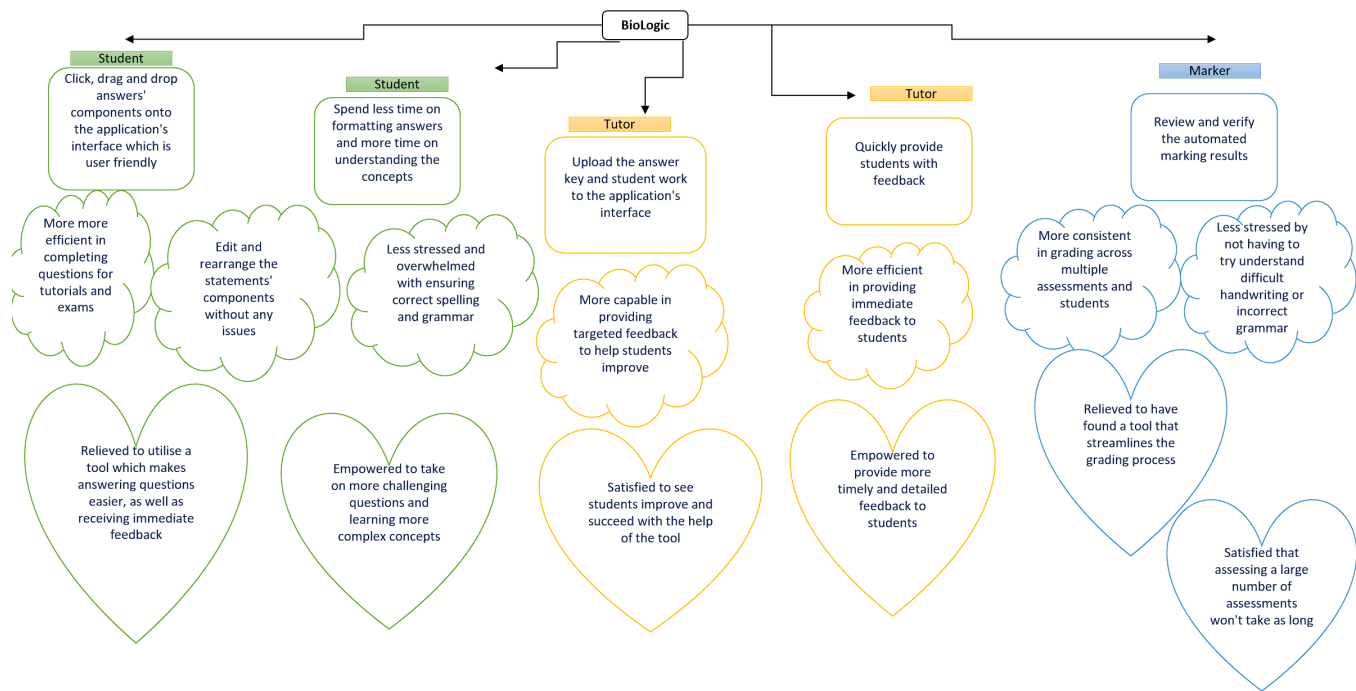 BioLogic
Student
Click, drag and drop
answers'
components onto
the application's
interface which is
user friendly
More more
efficient in
completing
questions for
tutorials and
exams
Edit and
rearrange the
statements'
components
without any
issues
Relieved to utilise a
tool which makes
answering questions
easier, as well as
receiving immediate
feedback
Student
Spend less time on
formatting answers
and more time on
understanding the
concepts
Less stressed and
overwhelmed
with ensuring
correct spelling
and grammar
Empowered to take
on more challenging
questions and
learning more
complex concepts
Tutor
Upload the answer
key and student work
to the application's
interface
More capable in
providing
targeted feedback
to help students
improve
Satisfied to see
students improve and
succeed with the help
of the tool
Tutor
Quickly provide
students with
feedback
More efficient
in providing
immediate
feedback to
students
Empowered to
provide more
timely and detailed
feedback to
students
Marker
Review and verify
the automated
marking results
More consistent
in grading across
multiple
assessments and
students
Less stressed by
not having to
try understand
difficult
handwriting or
incorrect
grammar
Relieved to have
found a tool that
streamlines the
grading process
Satisfied that
assessing a large
number of
assessments
won't take as long